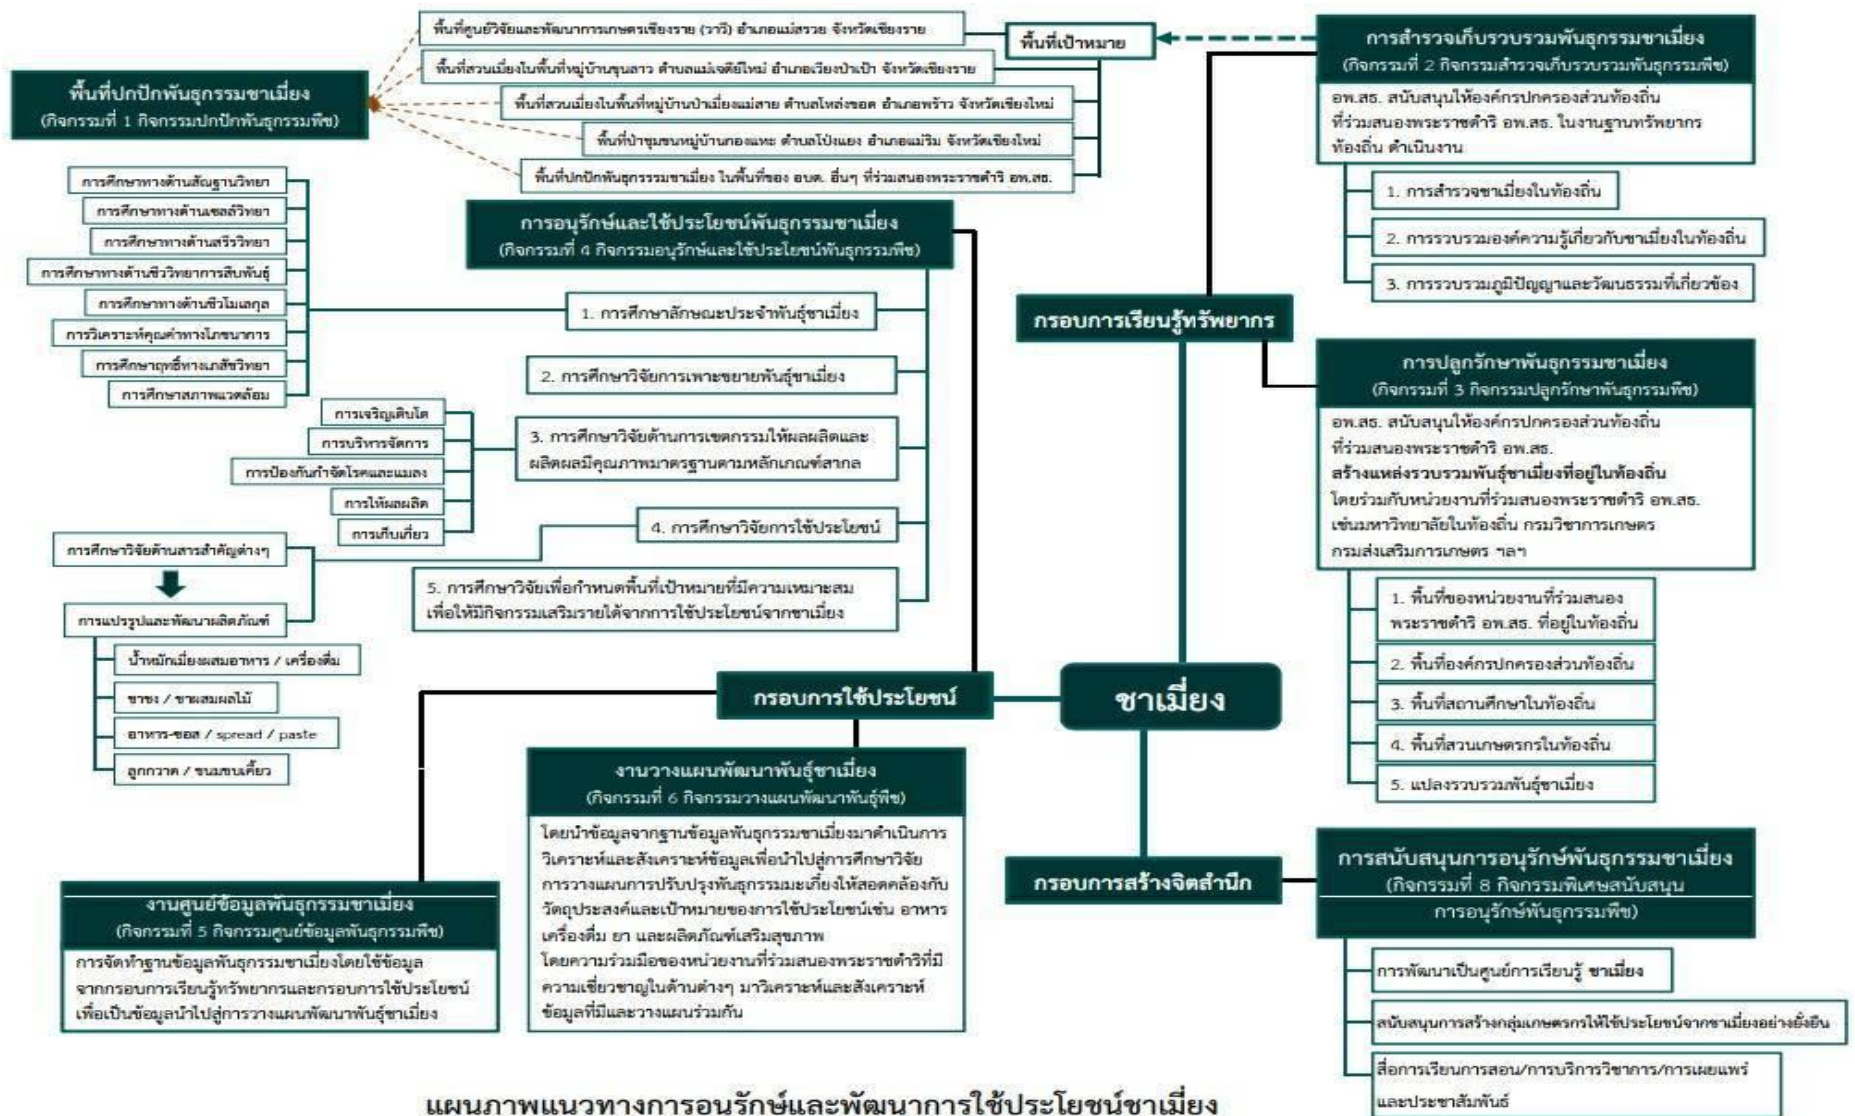 พื้นที่ปกปักพันธุกรรมชาเมี่ยง
(กิจกรรมที่ 1 กิจกรรมปกปักพันธุกรรมพืช)
พื้นที่ศูนย์วิจัยและพัฒนาการเกษตรเชียงราย (วาวี) อำเภอแม่สรวย จังหวัดเชียงราย
พื้นที่สวนเมี่ยงในพื้นที่หมู่บ้านขุนลาว ตำบลแม่เจดีย์ใหม่ อำเภอเวียงป่าเป้า จังหวัดเชียงราย
พื้นที่สวนเมี่ยงในพื้นที่หมู่บ้านป่าเมี่ยงแม่สาย ตำบลโหล่งขอด อำเภอพร้าว จังหวัดเชียงใหม่
พื้นที่ป่าชุมชนหมู่บ้านกองแหะ ตำบลโป่งแยง อำเภอแม่ริม จังหวัดเชียงใหม่
พื้นที่ปกปักพันธุกรรรมชาเมี่ยง ในพื้นที่ของ อบต. อื่นๆ ที่ร่วมสนองพระราชดำริ อพ.สธ.
พื้นที่เป้าหมาย
การสำรวจเก็บรวบรวมพันธุกรรมชาเมี่ยง
(กิจกรรมที่ 2 กิจกรรมสำรวจเก็บรวบรวมพันธุกรรมพืช)
อพ.สธ. สนับสนุนให้องค์กรปกครองส่วนท้องถิ่น
ที่ร่วมสนองพระราชดำริ อพ.สธ. ในงานฐานทรัพยากร
ท้องถิ่น ดำเนินงาน
1. การสำรวจชาเมี่ยงในท้องถิ่น
2. การรวบรวมองค์ความรู้เกี่ยวกับชาเมี่ยงในท้องถิ่น
3. การรวบรวมภูมิปัญญาและวัฒนธรรมที่เกี่ยวข้อง
การศึกษาทางด้านสัณฐานวิทยา
การศึกษาทางด้านเซลล์วิทยา
การศึกษาทางด้านสรีรวิทยา
การศึกษาทางด้านชีววิทยาการสืบพันธุ์
การศึกษาทางด้านชีวโมเลกุล
การวิเคราะห์คุณค่าทางโภชนาการ
การศึกษาฤทธิ์ทางเภสัชวิทยา
การศึกษาสภาพแวดล้อม
การอนุรักษ์และใช้ประโยชน์พันธุกรรมชาเมี่ยง
(กิจกรรมที่ 4 กิจกรรมอนุรักษ์และใช้ประโยชน์พันธุกรรมพืช)
1. การศึกษาลักษณะประจำพันธุ์ชาเมี่ยง
2. การศึกษาวิจัยการเพาะขยายพันธุ์ชาเมี่ยง
3. การศึกษาวิจัยด้านการเขตกรรมให้ผลผลิตและ
ผลิตผลมีคุณภาพมาตรฐานตามหลักเกณฑ์สากล
การเจริญเติบโต
การบริหารจัดการ
การป้องกันกำจัดโรคและแมลง
การให้ผลผลิต
การเก็บเกี่ยว
4. การศึกษาวิจัยการใช้ประโยชน์
5. การศึกษาวิจัยเพื่อกำหนดพื้นที่เป้าหมายที่มีความเหมาะสม
เพื่อให้มีกิจกรรมเสริมรายได้จากการใช้ประโยชน์จากชาเมี่ยง
การศึกษาวิจัยด้านสารสำคัญต่างๆ
การแปรรูปและพัฒนาผลิตภัณฑ์
น้ำหมักเมี่ยงผสมอาหาร / เครื่องดื่ม
ชาชง / ชาผสมผลไม้
อาหาร-ซอส / spread / paste
ลูกกวาด / ขนมขบเคี้ยว
กรอบการเรียนรู้ทรัพยากร
การปลูกรักษาพันธุกรรมชาเมี่ยง
(กิจกรรมที่ 3 กิจกรรมปลูกรักษาพันธุกรรมพืช)
อพ.สธ. สนับสนุนให้องค์กรปกครองส่วนท้องถิ่น
ที่ร่วมสนองพระราชดำริ อพ.สธ.
สร้างแหล่งรวบรวมพันธุ์ชาเมี่ยงที่อยู่ในท้องถิ่น
โดยร่วมกับหน่วยงานที่ร่วมสนองพระราชดำริ อพ.สธ.
เช่นมหาวิทยาลัยในท้องถิ่น กรมวิชาการเกษตร
กรมส่งเสริมการเกษตร ฯลฯ
1. พื้นที่ของหน่วยงานที่ร่วมสนอง
พระราชดำริ อพ.สธ. ที่อยู่ในท้องถิ่น
2. พื้นที่องค์กรปกครองส่วนท้องถิ่น
3. พื้นที่สถานศึกษาในท้องถิ่น
4. พื้นที่สวนเกษตรกรในท้องถิ่น
5. แปลงรวบรวมพันธุ์ชาเมี่ยง
กรอบการใช้ประโยชน์
ชาเมี่ยง
งานวางแผนพัฒนาพันธุ์ชาเมี่ยง
(กิจกรรมที่ 6 กิจกรรมวางแผนพัฒนาพันธุ์พืช)
โดยนำข้อมูลจากฐานข้อมูลพันธุกรรมชาเมี่ยงมาดำเนินการ
วิเคราะห์และสังเคราะห์ข้อมูลเพื่อนำไปสู่การศึกษาวิจัย
การวางแผนการปรับปรุงพันธุกรรมมะเกี๋ยงให้สอดคล้องกับ
วัตถุประสงค์และเป้าหมายของการใช้ประโยชน์เช่น อาหาร
เครื่องดื่ม ยา และผลิตภัณฑ์เสริมสุขภาพ
โดยความร่วมมือของหน่วยงานที่ร่วมสนองพระราชดำริที่มี
ความเชี่ยวชาญในด้านต่างๆ มาวิเคราะห์และสังเคราะห์
ข้อมูลที่มีและวางแผนร่วมกัน
งานศูนย์ข้อมูลพันธุกรรมชาเมี่ยง
(กิจกรรมที่ 5 กิจกรรมศูนย์ข้อมูลพันธุกรรมพืช)
การจัดทำฐานข้อมูลพันธุกรรมชาเมี่ยงโดยใช้ข้อมูล
จากกรอบการเรียนรู้ทรัพยากรและกรอบการใช้ประโยชน์
เพื่อเป็นข้อมูลนำไปสู่การวางแผนพัฒนาพันธุ์ชาเมี่ยง
กรอบการสร้างจิตสำนึก
การสนับสนุนการอนุรักษ์พันธุกรรมชาเมี่ยง
(กิจกรรมที่ 8 กิจกรรมพิเศษสนับสนุน
การอนุรักษ์พันธุกรรมพืช)
การพัฒนาเป็นศูนย์การเรียนรู้ ชาเมี่ยง
สนับสนุนการสร้างกลุ่มเกษตรกรให้ใช้ประโยชน์จากชาเมี่ยงอย่างยั่งยืน
สื่อการเรียนการสอน/การบริการวิชาการ/การเผยแพร่
และประชาสัมพันธ์
แผนภาพแนวทางการอนุรักษ์และพัฒนาการใช้ประโยชน์ชาเมี่ยง